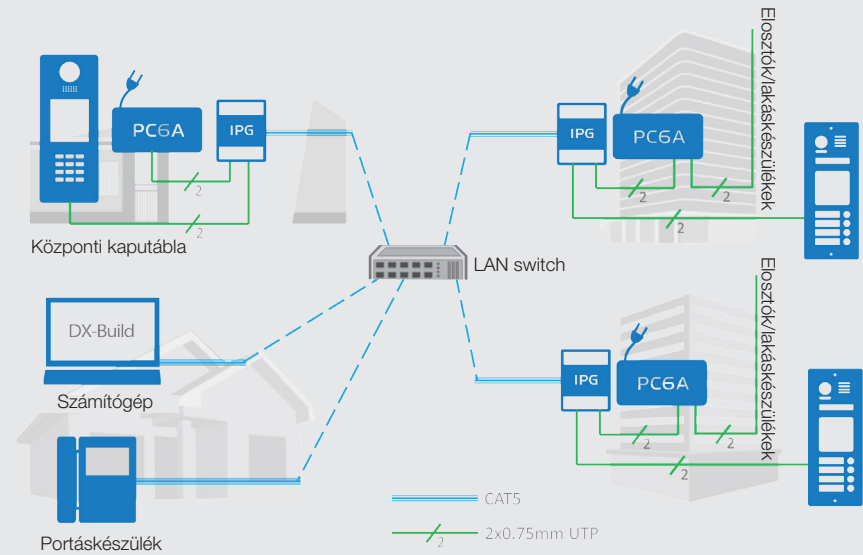 PC6A
IPG
2
2
Központi kaputábla
IPG
PC6A
2
2
2
Elosztók/lakáskészülékek
LAN switch
DX-Build
Számítógép
IPG
PC6A
2
2
2
Elosztók/lakáskészülékek
Portáskészülék
CAT5
2
2x0.75mm UTP